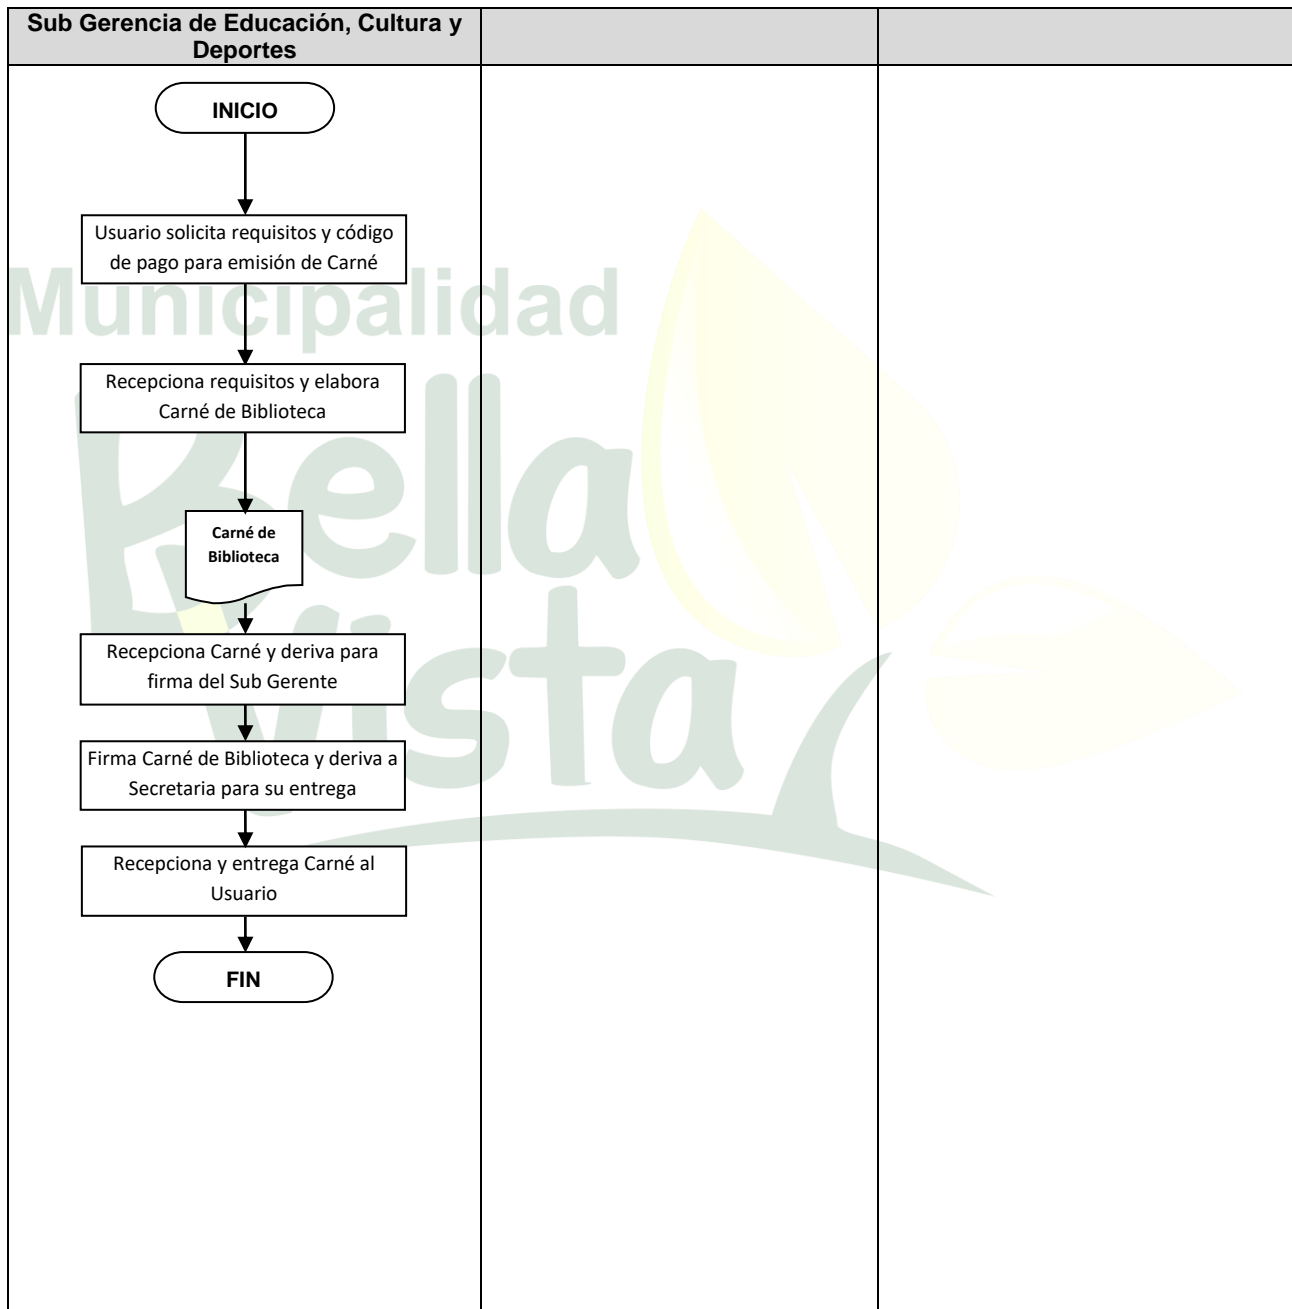 Sub Gerencia de Educación, Cultura y
Deportes
INICIO
Usuario solicita requisitos y código
de pago para emisión de Carné
Municipalidad
Recepciona requisitos y elabora
Carné de Biblioteca
Bella
Carné de
Biblioteca
Vista
Recepciona Carné y deriva para
firma del Sub Gerente
Firma Carné de Biblioteca y deriva a
Secretaria para su entrega
Recepciona y entrega Carné al
Usuario
FIN